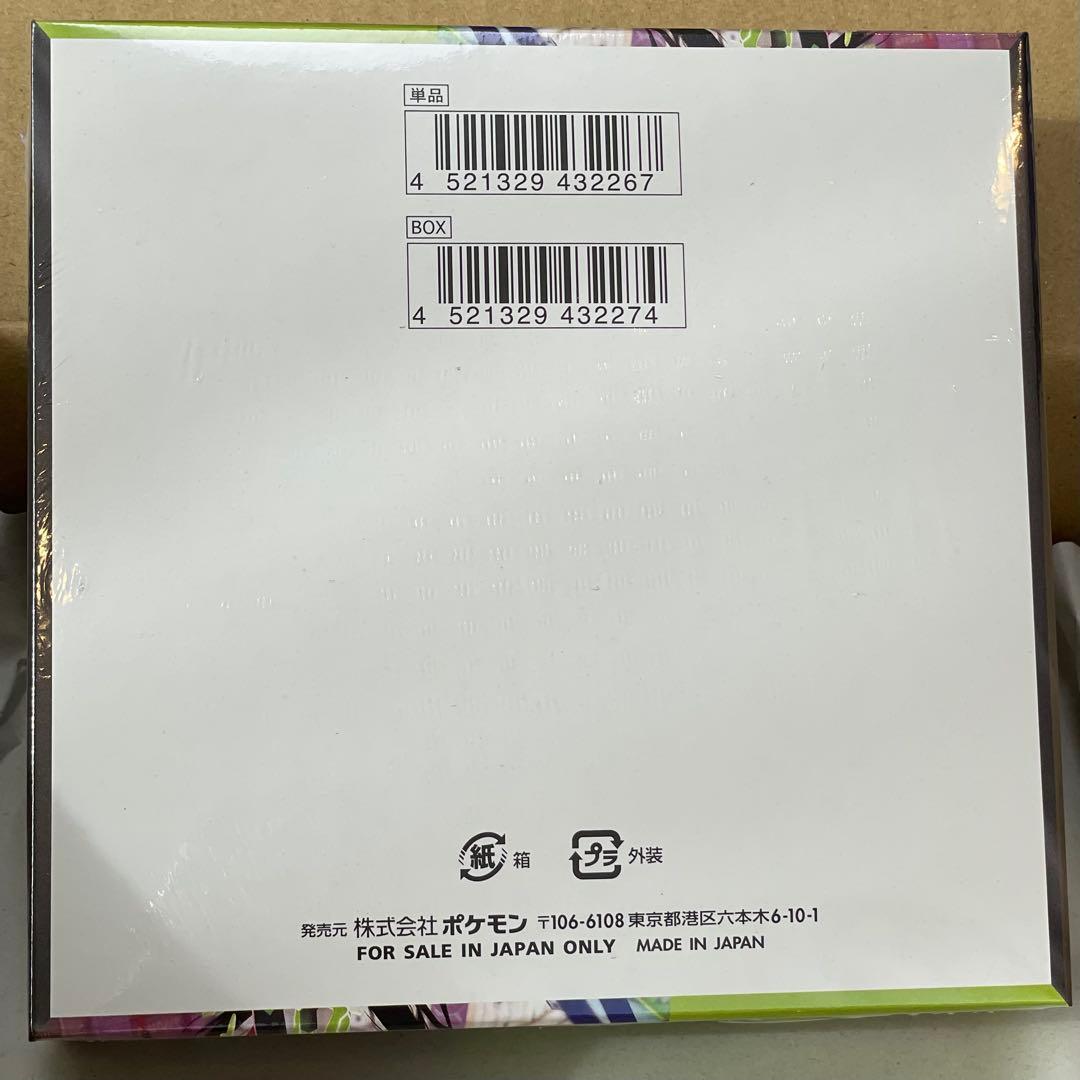 単品
4 521329 432267
BOX
4 521329 432274
紙 箱 プラ 外装
発売元 株式会社 ポケモン 〒106-6108 東京都港区六本木6-10-1
FOR SALE IN JAPAN ONLY MADE IN JAPAN